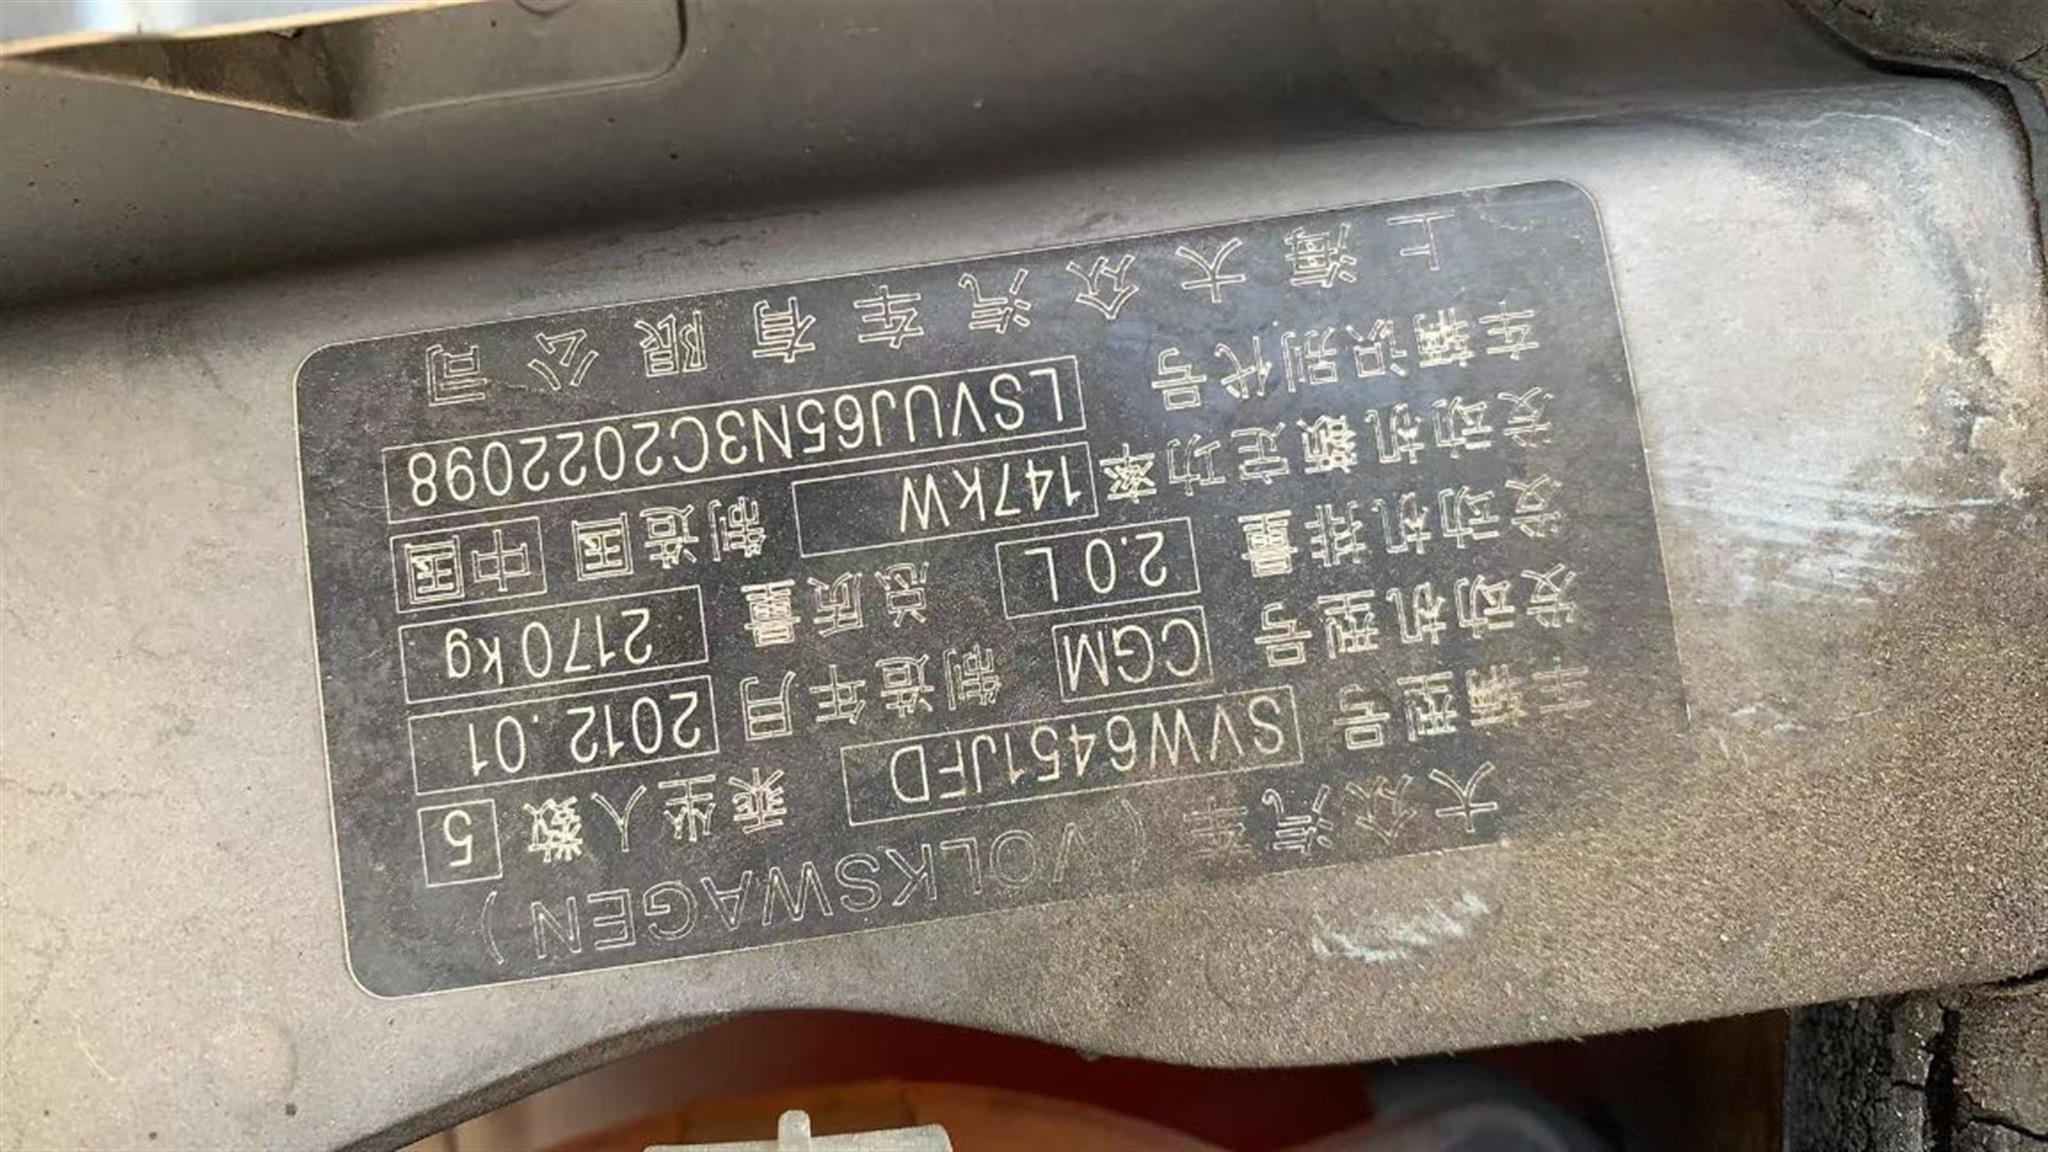 大众汽车(VOLKSWAGEN)
车辆型号 SVW6451JFD 乘坐人数 5
发动机型号 CGM 制造年月 2012.01
发动机排量 2.0 L 总质量 2170kg
发动机额定功率 147kW 制造国 中国
车辆识别代号 LSVUJ65N3C2022098
上海大众汽车有限公司